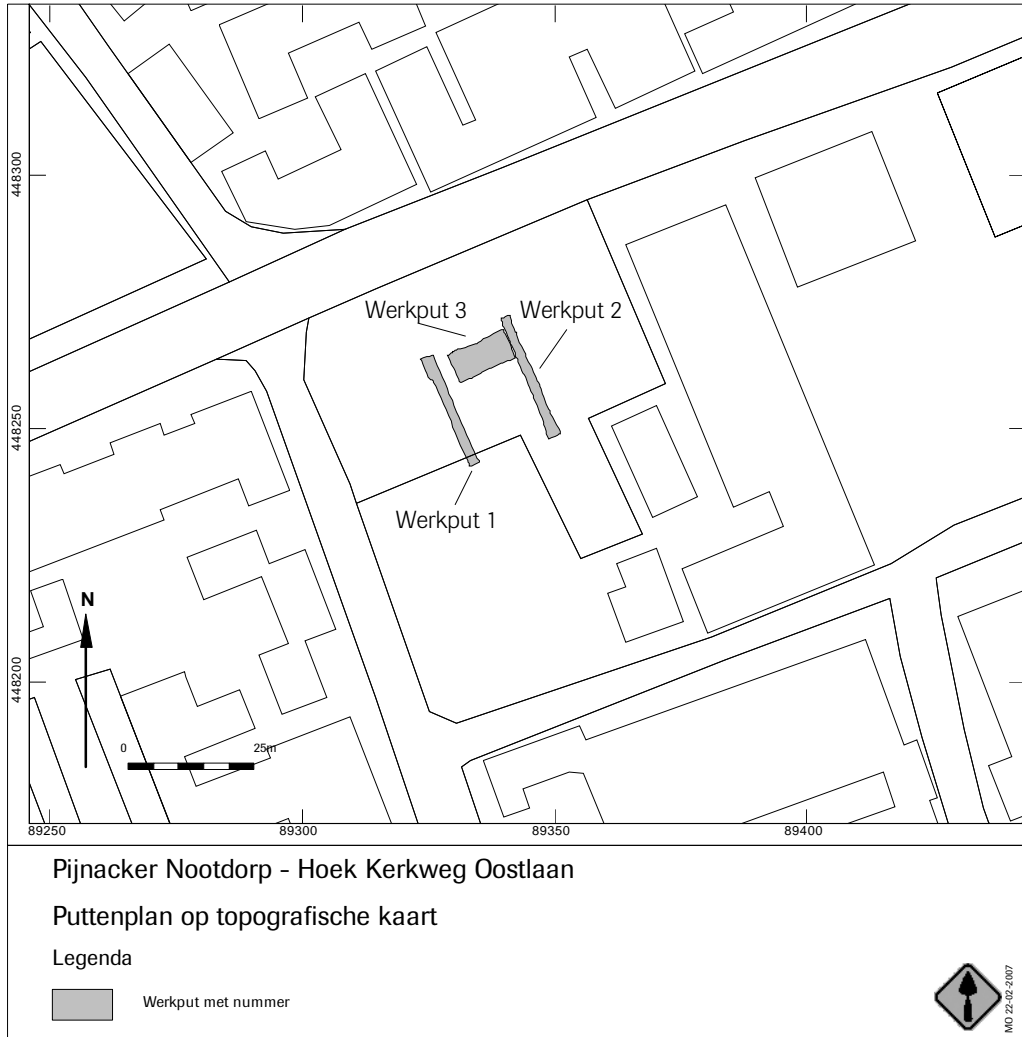 448300
448250
448200
Werkput 3
Werkput 2
Werkput 1
N
0
25m
89250
89300
89350
89400
Pijnacker Nootdorp - Hoek Kerkweg Oostlaan
Puttenplan op topografische kaart
Legenda
Werkput met nummer
MO 22-02-2007